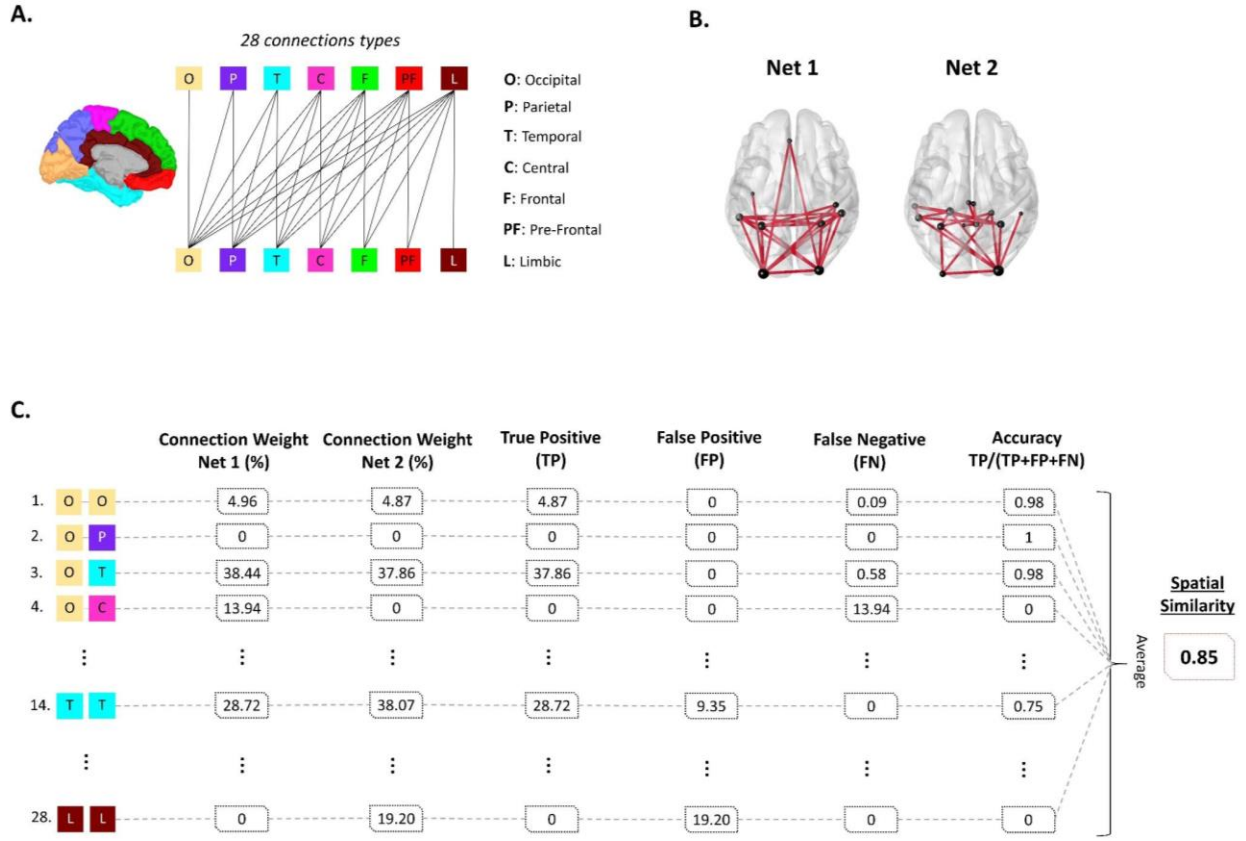 A.
28 connections types
O P T C F PF L
O P T C F PF L
O: Occipital
P: Parietal
T: Temporal
C: Central
F: Frontal
PF: Pre-Frontal
L: Limbic
B.
Net 1 Net 2
C.
Connection Weight Net 1 (%)
Connection Weight Net 2 (%)
True Positive (TP)
False Positive (FP)
False Negative (FN)
Accuracy TP/(TP+FP+FN)
1. O O 4.96 4.87 4.87 0 0.09 0.98
2. O P 0 0 0 0 0 1
3. O T 38.44 37.86 37.86 0 0.58 0.98
4. O C 13.94 0 0 0 13.94 0
⋮ ⋮ ⋮ ⋮ ⋮ ⋮ ⋮
14. T T 28.72 38.07 28.72 9.35 0 0.75
⋮ ⋮ ⋮ ⋮ ⋮ ⋮ ⋮
28. L L 0 19.20 0 19.20 0 0
Average
Spatial
Similarity
0.85